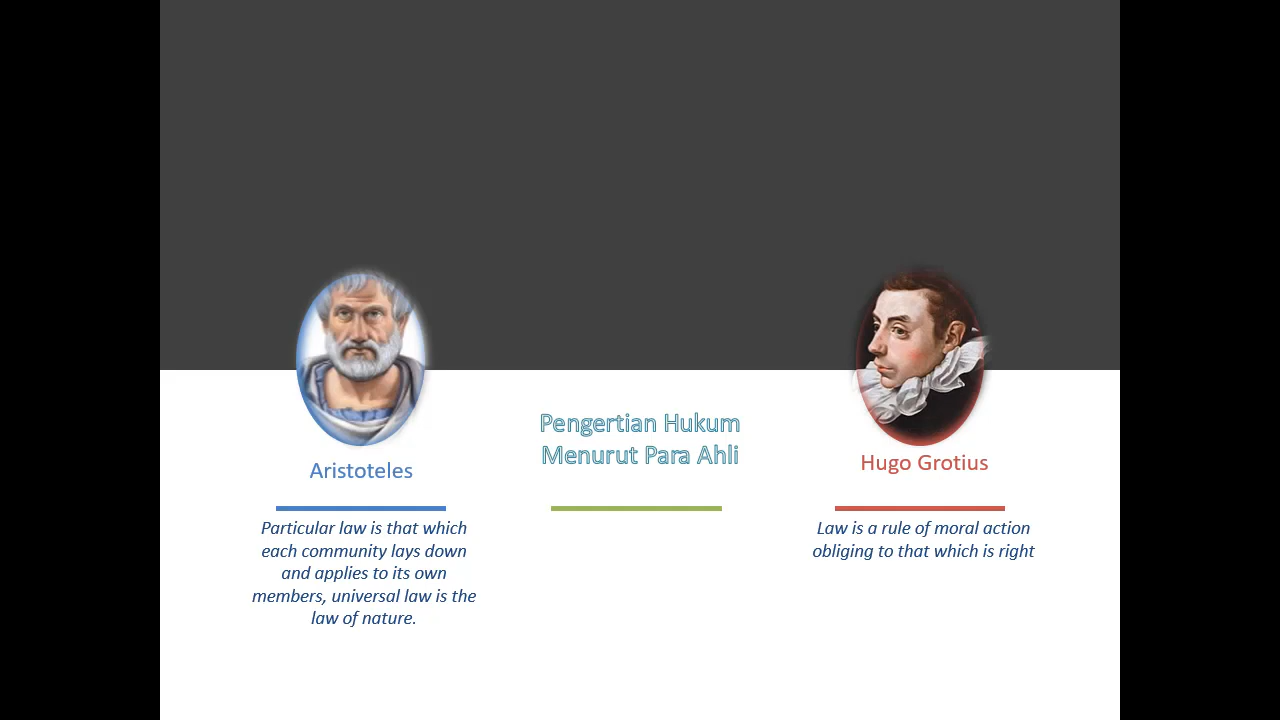 Aristoteles
Particular law is that which
each community lays down
and applies to its own
members, universal law is the
law of nature.
Pengertian Hukum
Menurut Para Ahli
Hugo Grotius
Law is a rule of moral action
obliging to that which is right